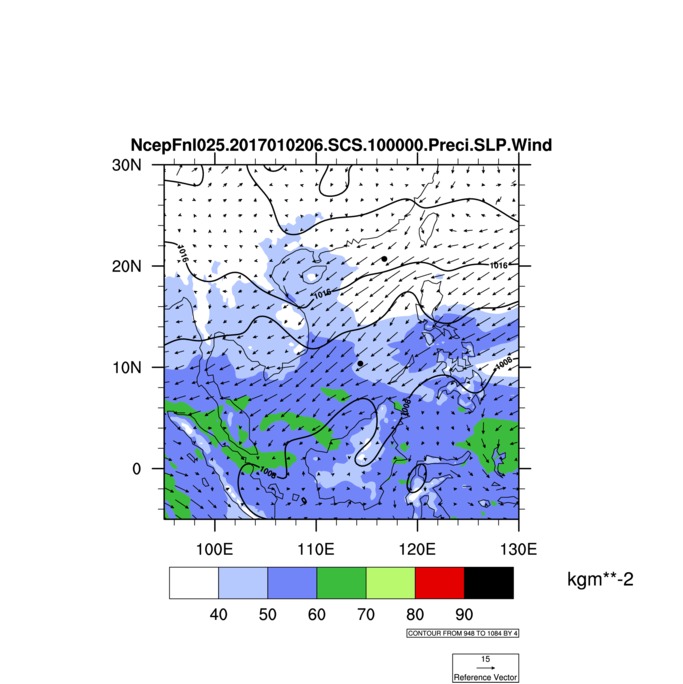 NcepFnl025.2017010206.SCS.100000.Preci.SLP.Wind
30N
20N
10N
0
1016
1016
1016
1008
1008
1008
100E
110E
120E
130E
40
50
60
70
80
90
kgm**-2
CONTOUR FROM 948 TO 1084 BY 4
15
Reference Vector